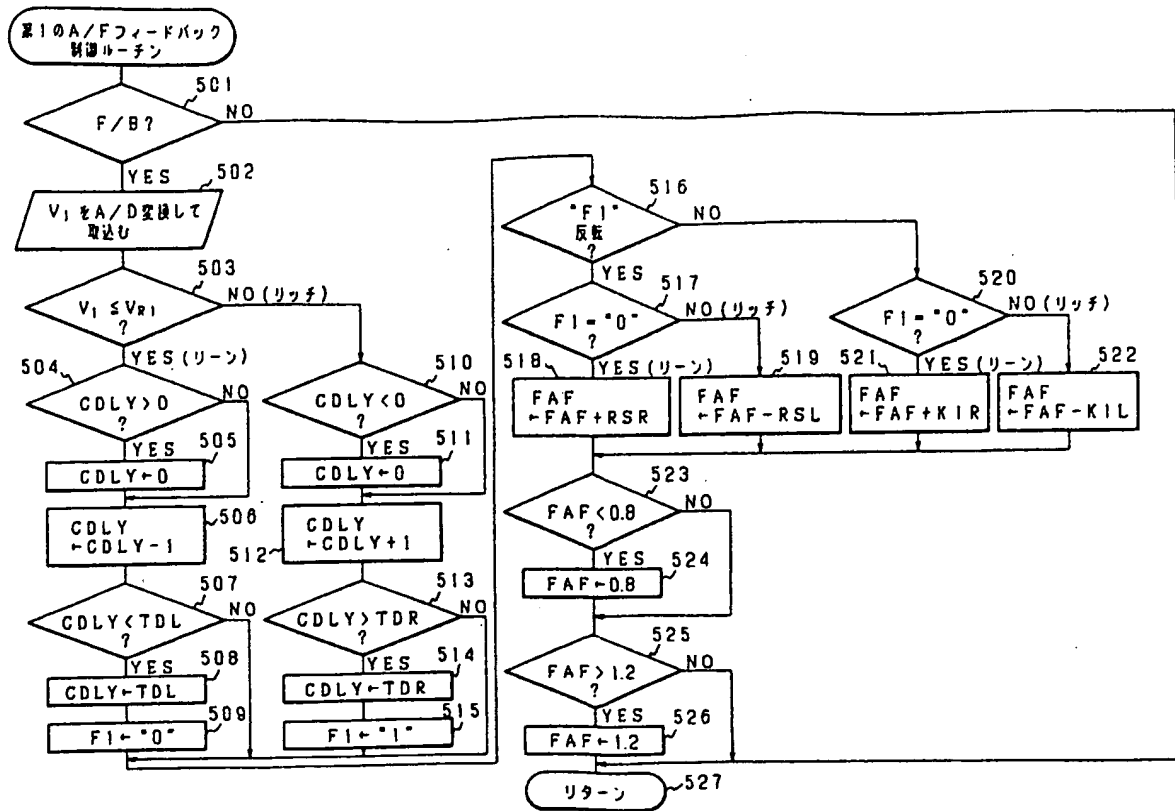 第1のA/Fフィードバック
制御ルーチン
501
F/B?
NO
YES
502
V1をA/D変換して
取込む
503
V1≦VR1
?
NO(リッチ)
YES(リーン)
504
CDLY>0
?
NO
YES
505
CDLY←0
506
CDLY
←CDLY-1
507
CDLY<TDL
?
NO
YES
508
CDLY←TDL
509
F1←"0"
510
CDLY<0
?
NO
YES
511
CDLY←0
512
CDLY
←CDLY+1
513
CDLY>TDR
?
NO
YES
514
CDLY←TDR
515
F1←"1"
516
"F1"
反転
?
NO
YES
517
F1="0"
?
NO(リッチ)
YES(リーン)
518
FAF
←FAF+RSR
519
FAF
←FAF-RSL
520
F1="0"
?
NO(リッチ)
YES(リーン)
521
FAF
←FAF+KIR
522
FAF
←FAF-KIL
523
FAF<0.8
?
NO
YES
524
FAF←0.8
525
FAF>1.2
?
NO
YES
526
FAF←1.2
リターン
527